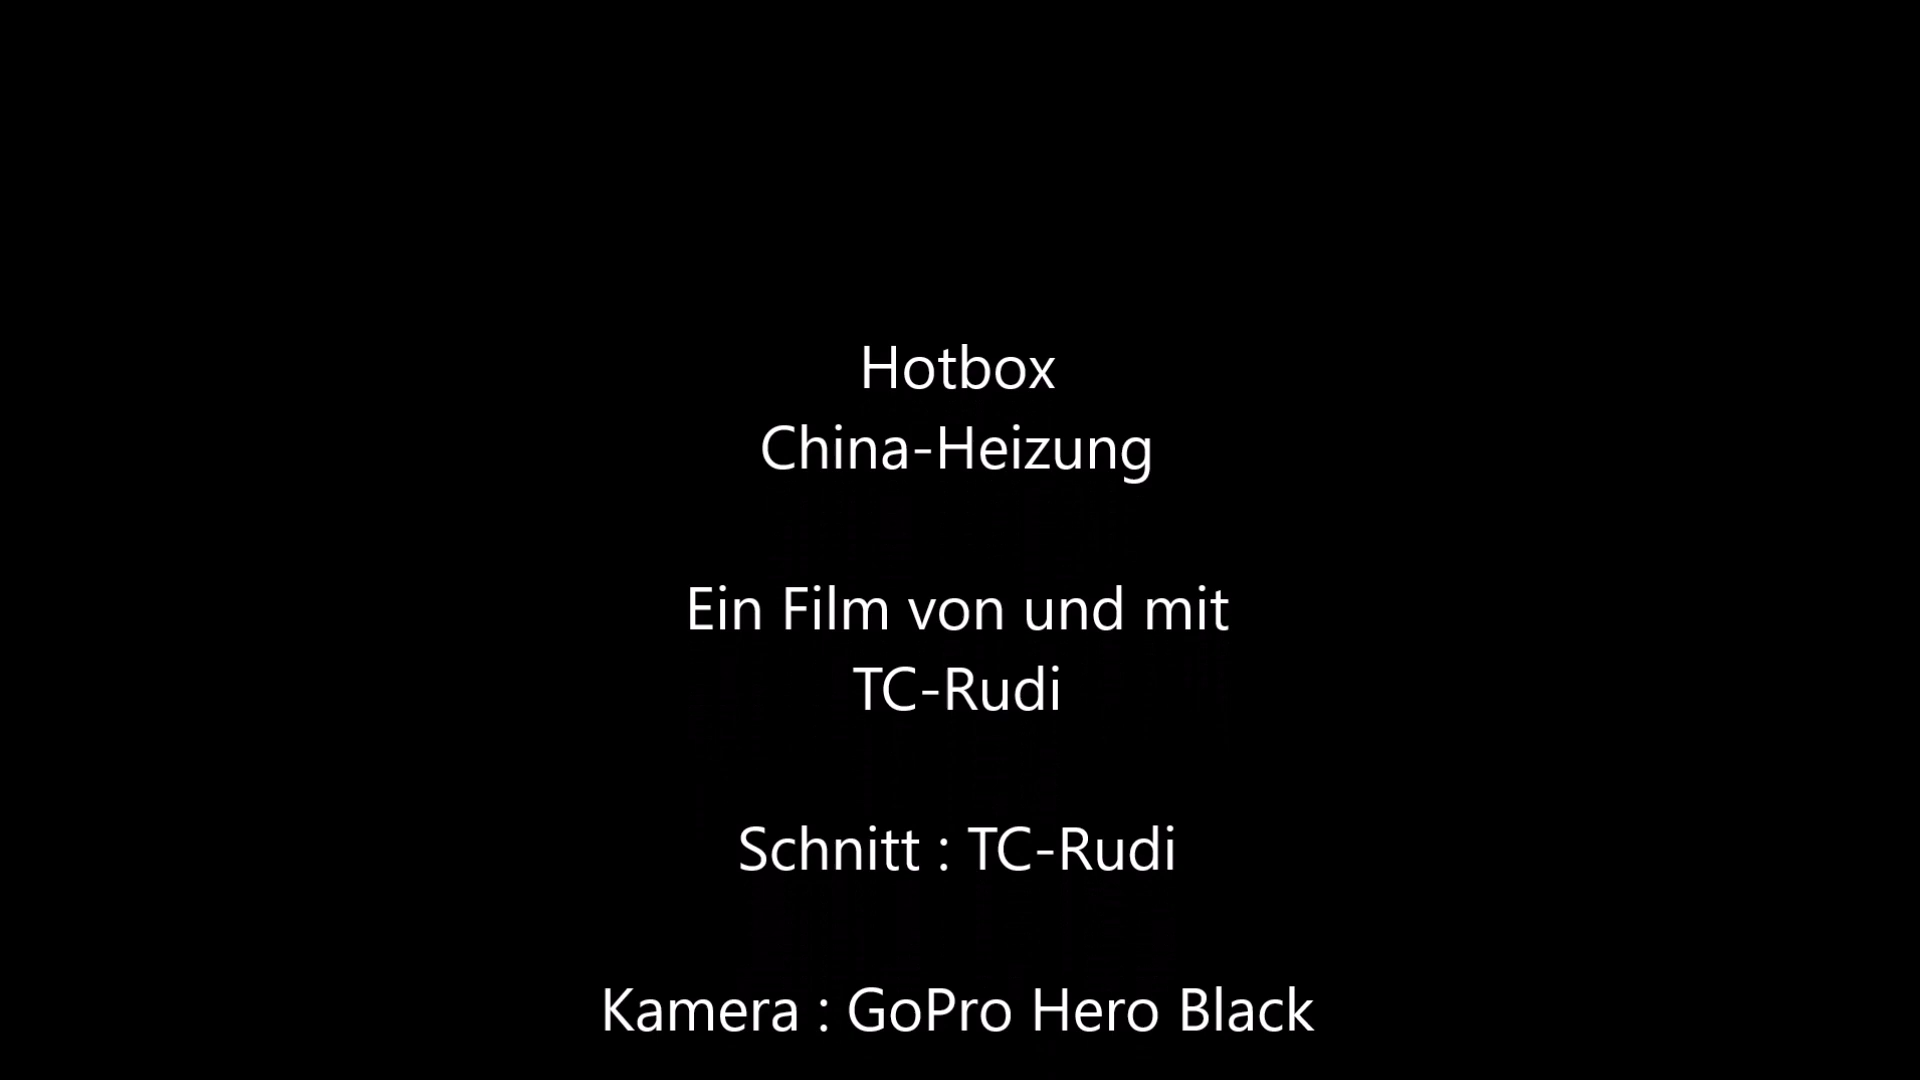 Hotbox
China-Heizung
Ein Film von und mit
TC-Rudi
Schnitt : TC-Rudi
Kamera : GoPro Hero Black